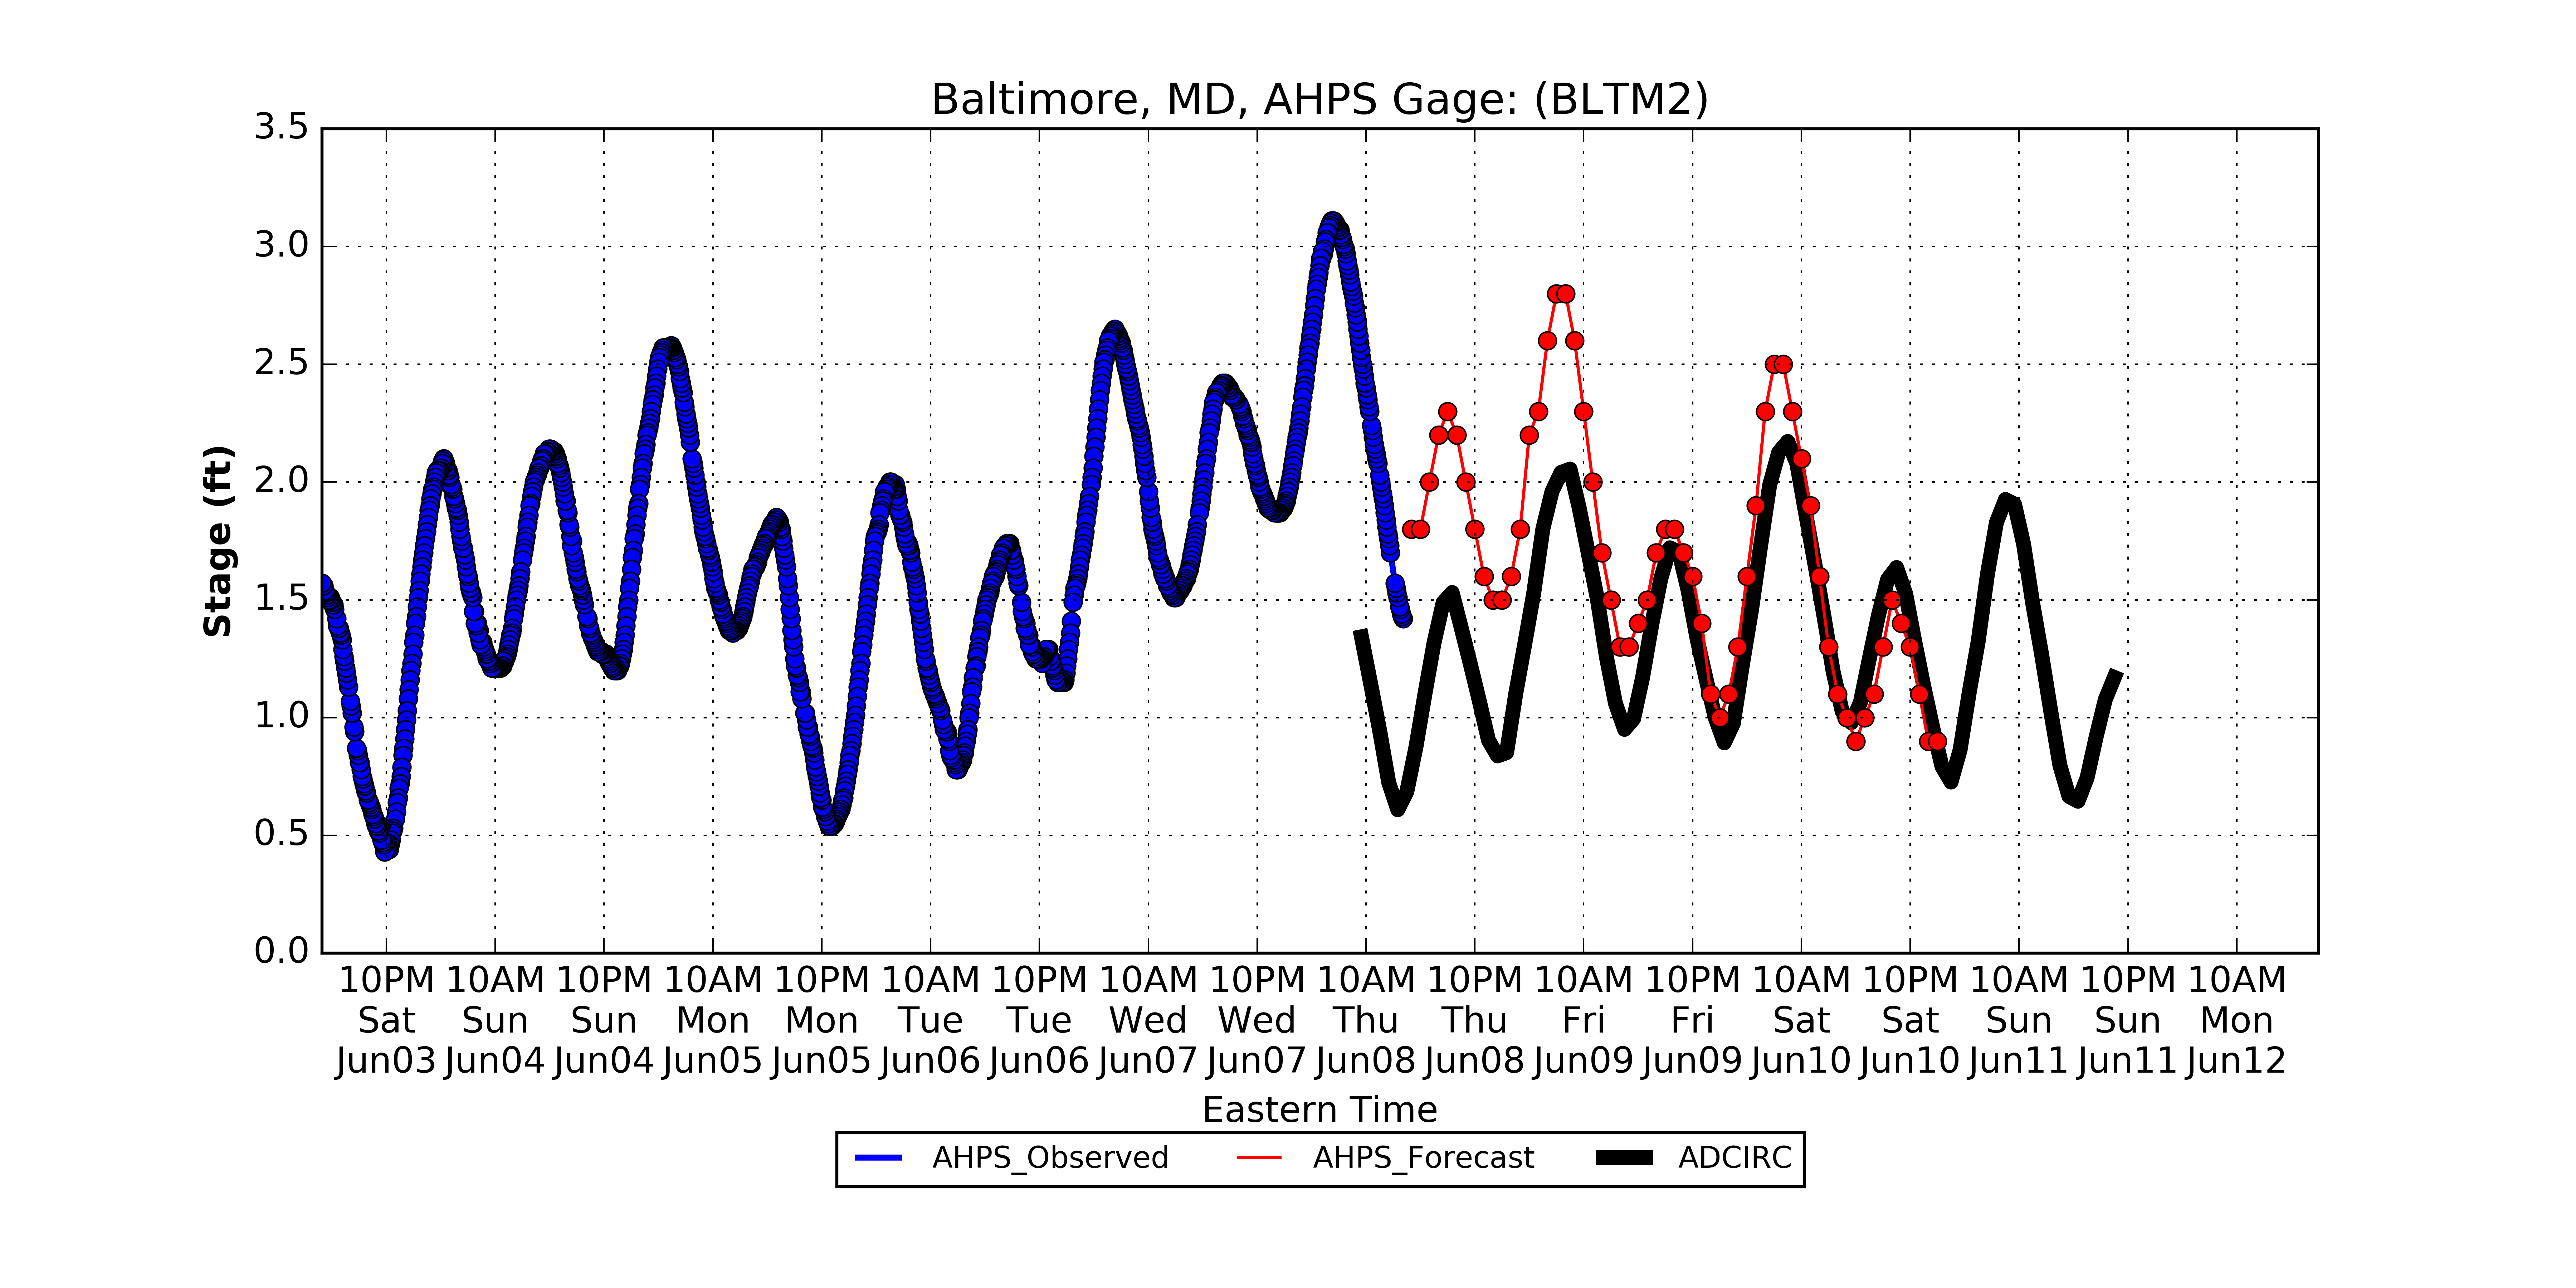 Baltimore, MD, AHPS Gage: (BLTM2)
3.5
3.0
2.5
2.0
1.5
1.0
0.5
0.0
Stage (ft)
10PM 10AM 10PM 10AM 10PM 10AM 10PM 10AM 10PM 10AM 10PM 10AM 10PM 10AM 10PM 10AM 10PM 10AM
Sat Sun Sun Mon Mon Tue Tue Wed Wed Thu Thu Fri Fri Sat Sat Sun Sun Mon
Jun03 Jun04 Jun04 Jun05 Jun05 Jun06 Jun06 Jun07 Jun07 Jun08 Jun08 Jun09 Jun09 Jun10 Jun10 Jun11 Jun11 Jun12
Eastern Time
AHPS_Observed AHPS_Forecast ADCIRC